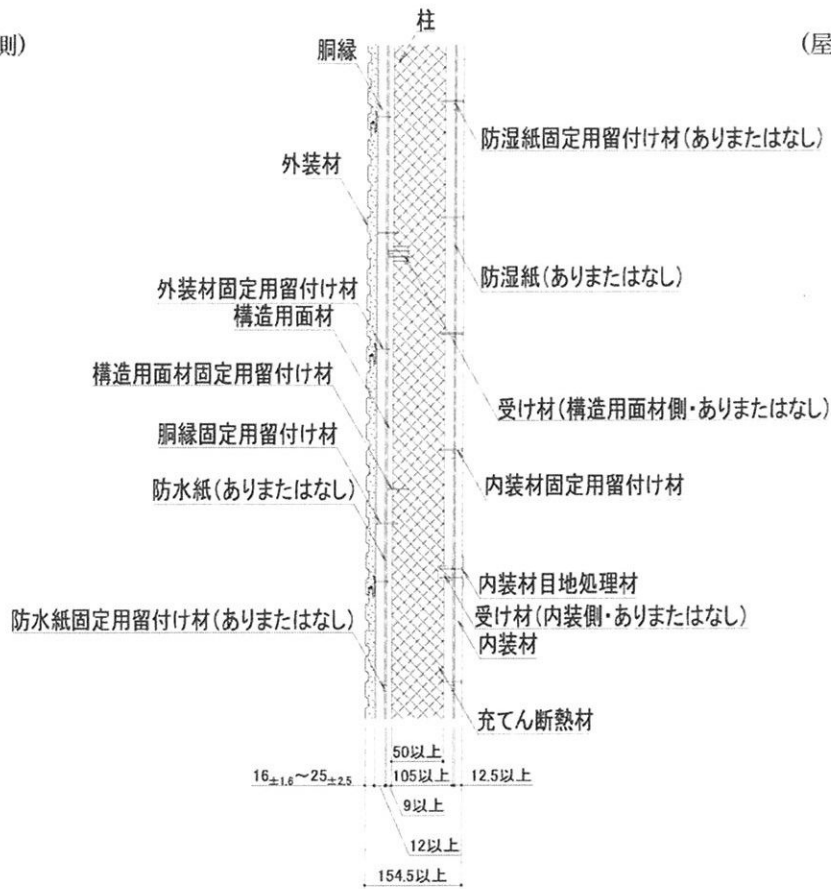 柱
側)
(屋
胴縁
防湿紙固定用留付け材(ありまたはなし)
外装材
防湿紙(ありまたはなし)
外装材固定用留付け材
構造用面材
構造用面材固定用留付け材
受け材(構造用面材側・ありまたはなし)
胴縁固定用留付け材
内装材固定用留付け材
防水紙(ありまたはなし)
内装材目地処理材
受け材(内装側・ありまたはなし)
防水紙固定用留付け材(ありまたはなし)
内装材
充てん断熱材
50以上
16±1.6～25±2.5
105以上
12.5以上
9以上
12以上
154.5以上